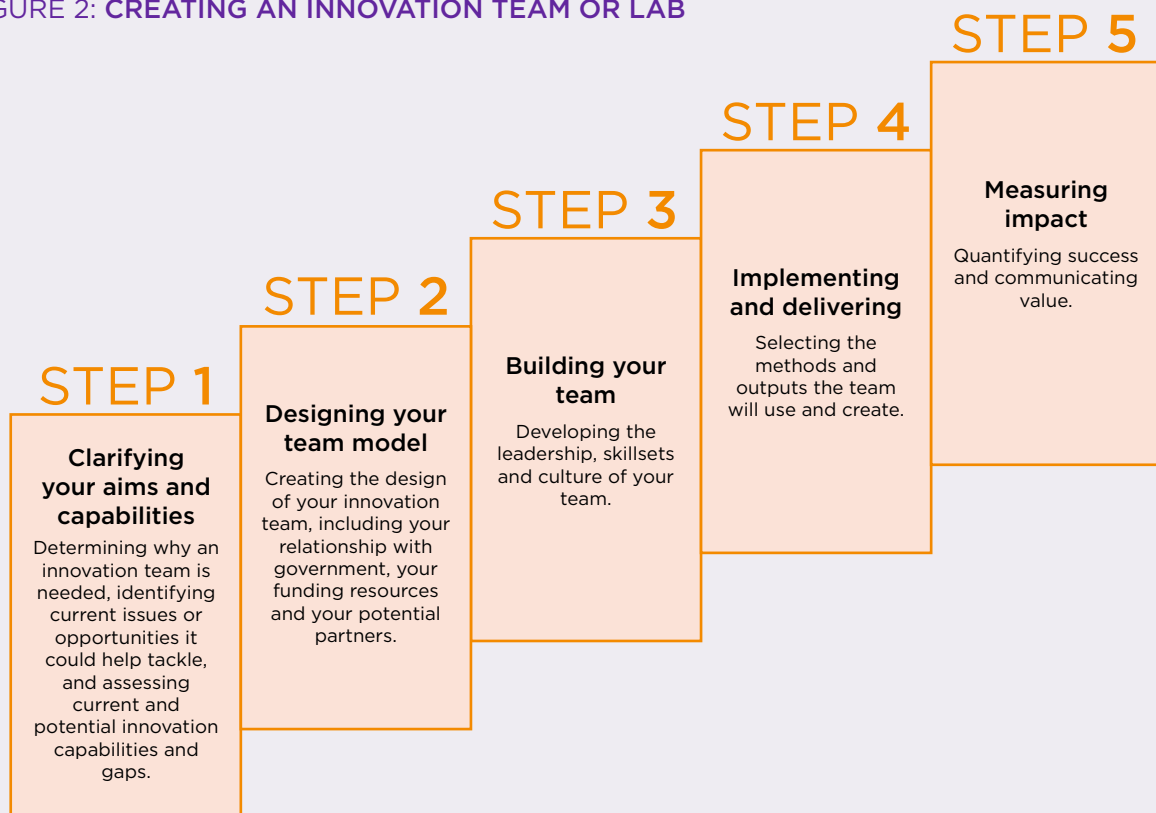 GURE 2: CREATING AN INNOVATION TEAM OR LAB
STEP 1
Clarifying
your aims and
capabilities
Determining why an
innovation team is
needed, identifying
current issues or
opportunities it
could help tackle,
and assessing
current and
potential innovation
capabilities and
gaps.
STEP 2
Designing your
team model
Creating the design
of your innovation
team, including your
relationship with
government, your
funding resources
and your potential
partners.
STEP 3
Building your
team
Developing the
leadership, skillsets
and culture of your
team.
STEP 4
Implementing
and delivering
Selecting the
methods and
outputs the team
will use and create.
STEP 5
Measuring
impact
Quantifying success
and communicating
value.